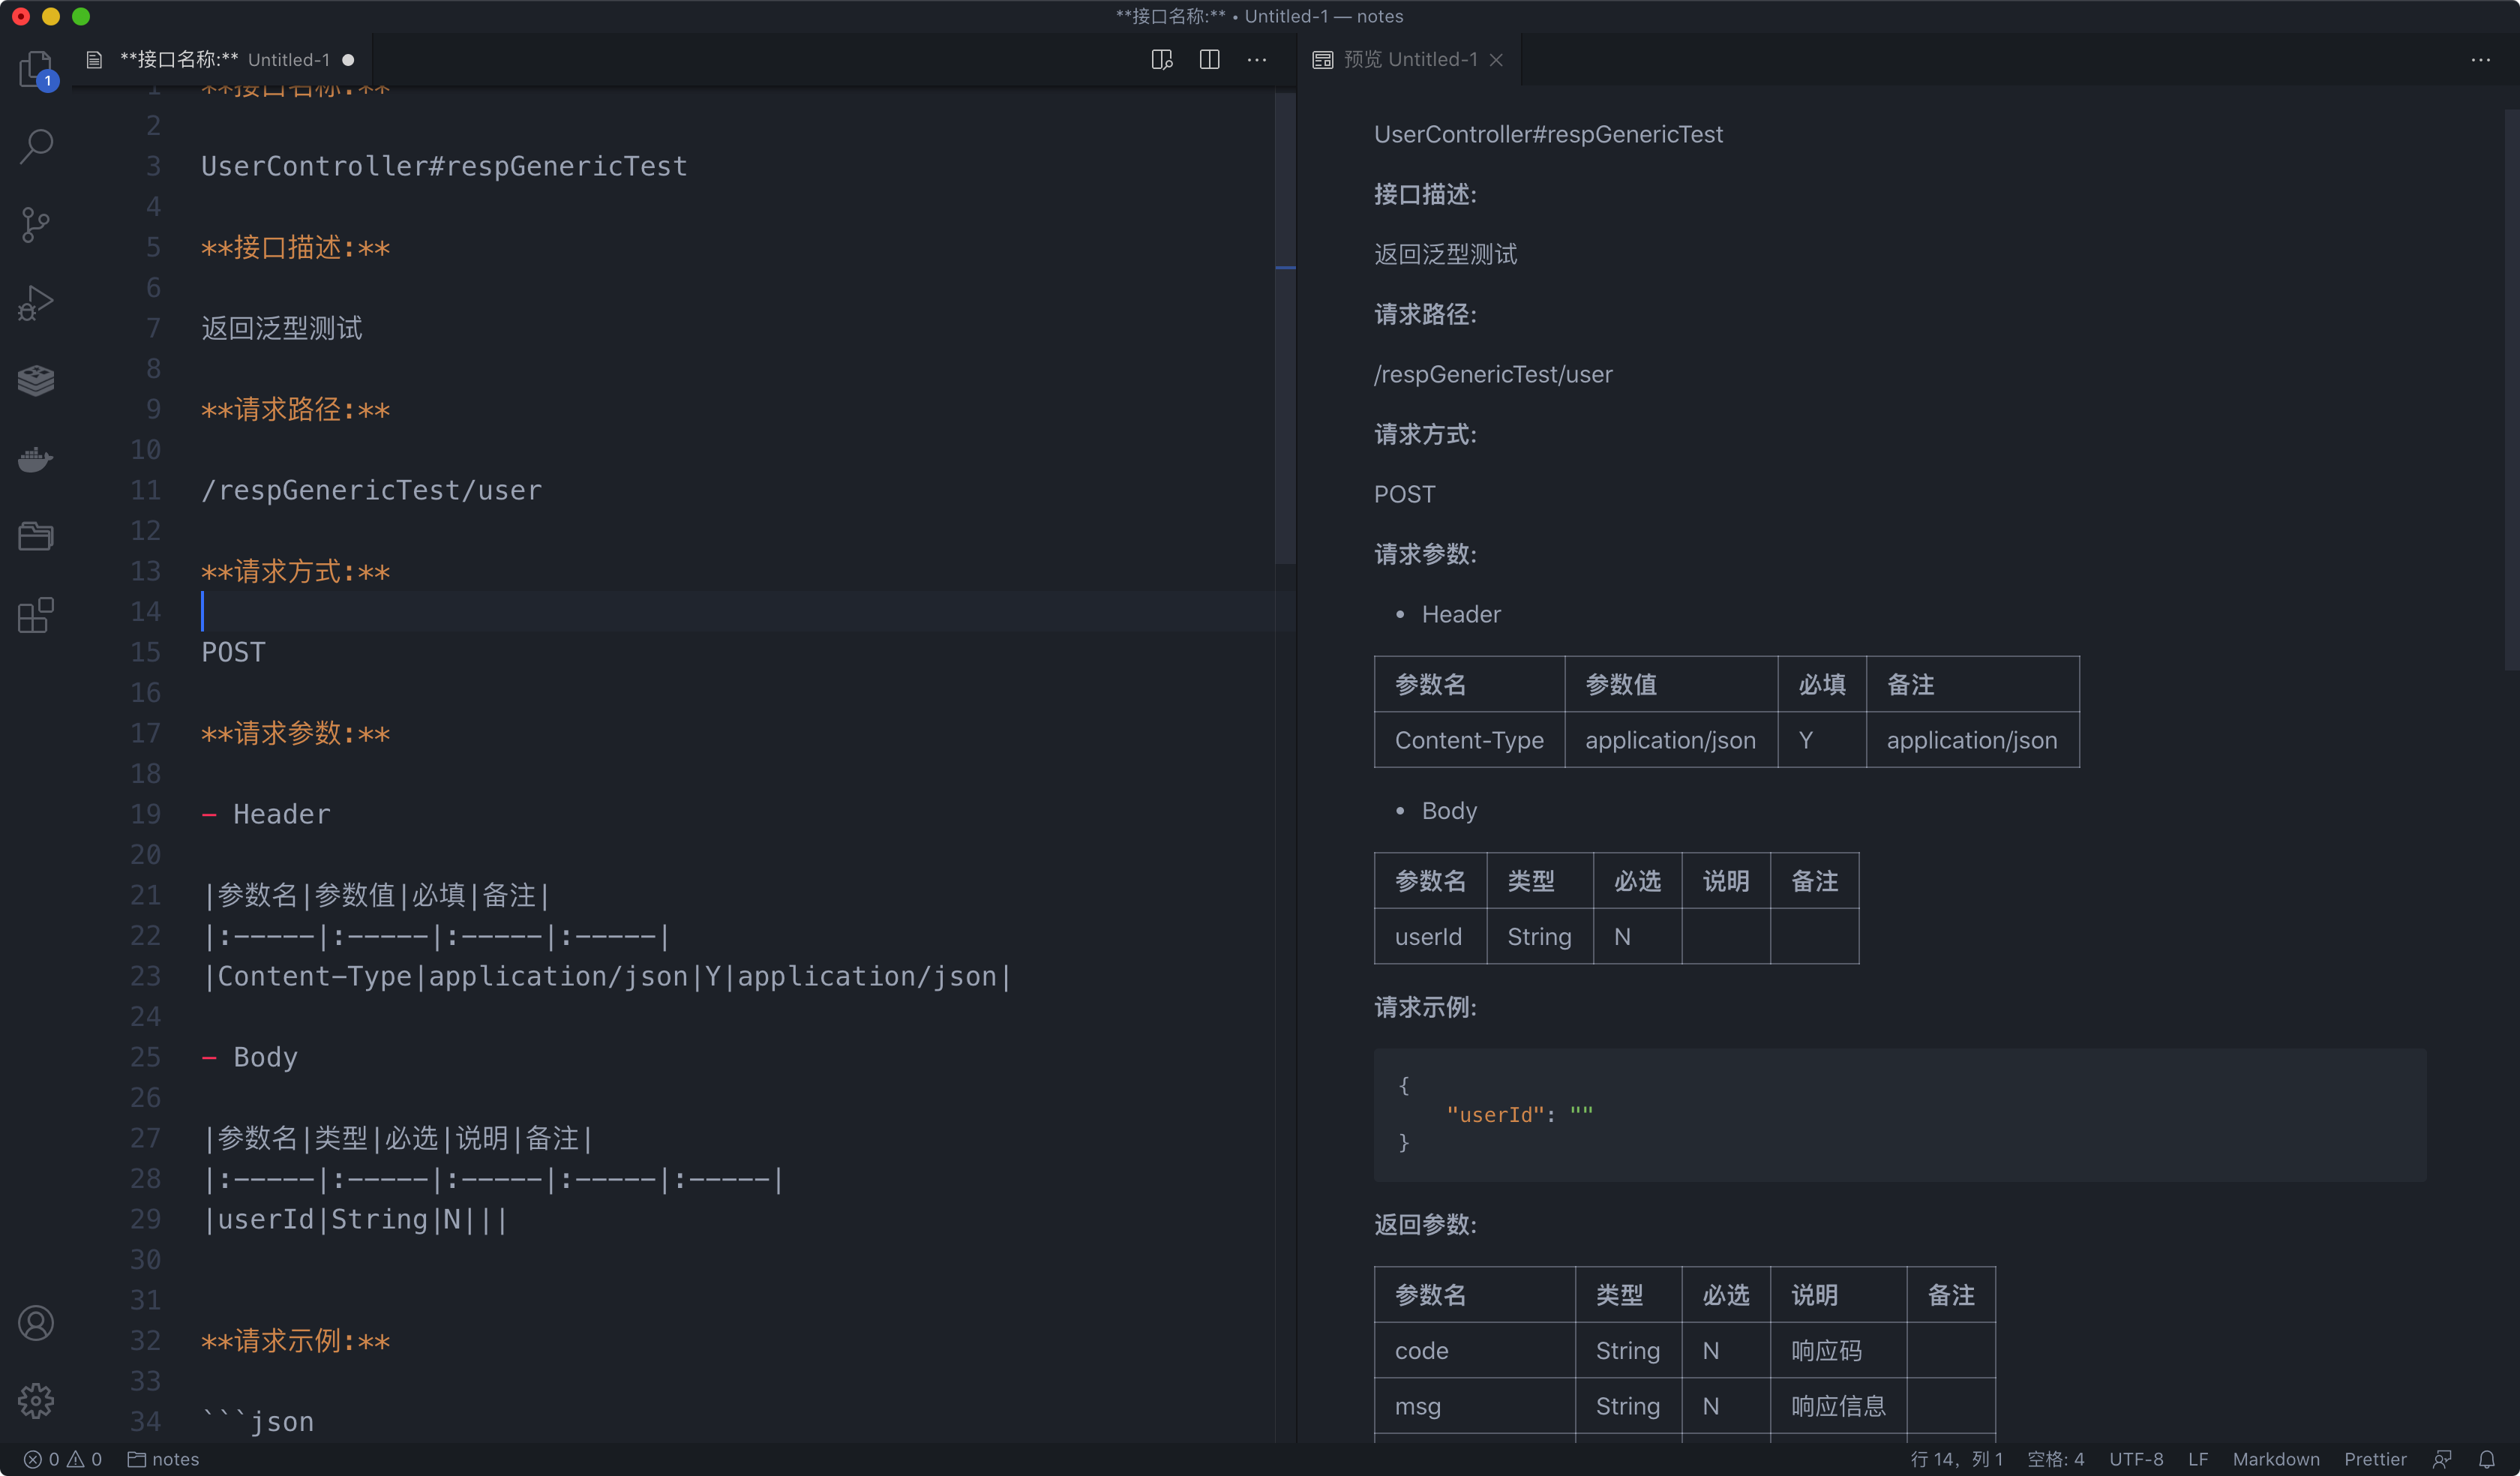 **接口名称:** • Untitled-1 — notes
**接口名称:** Untitled-1
预览 Untitled-1
1
1 **接口名称:**
2
3 UserController#respGenericTest
4
5 **接口描述:**
6
7 返回泛型测试
8
9 **请求路径:**
10
11 /respGenericTest/user
12
13 **请求方式:**
14
15 POST
16
17 **请求参数:**
18
19 - Header
20
21 |参数名|参数值|必填|备注|
22 |:-----|:-----|:-----|:-----|
23 |Content-Type|application/json|Y|application/json|
24
25 - Body
26
27 |参数名|类型|必选|说明|备注|
28 |:-----|:-----|:-----|:-----|:-----|
29 |userId|String|N|||
30
31
32 **请求示例:**
33
34 ```json
UserController#respGenericTest
接口描述:
返回泛型测试
请求路径:
/respGenericTest/user
请求方式:
POST
请求参数:
• Header
参数名 参数值 必填 备注
Content-Type application/json Y application/json
• Body
参数名 类型 必选 说明 备注
userId String N
请求示例:
{
"userId": ""
}
返回参数:
参数名 类型 必选 说明 备注
code String N 响应码
msg String N 响应信息
0 0 notes
行 14，列 1 空格: 4 UTF-8 LF Markdown Prettier